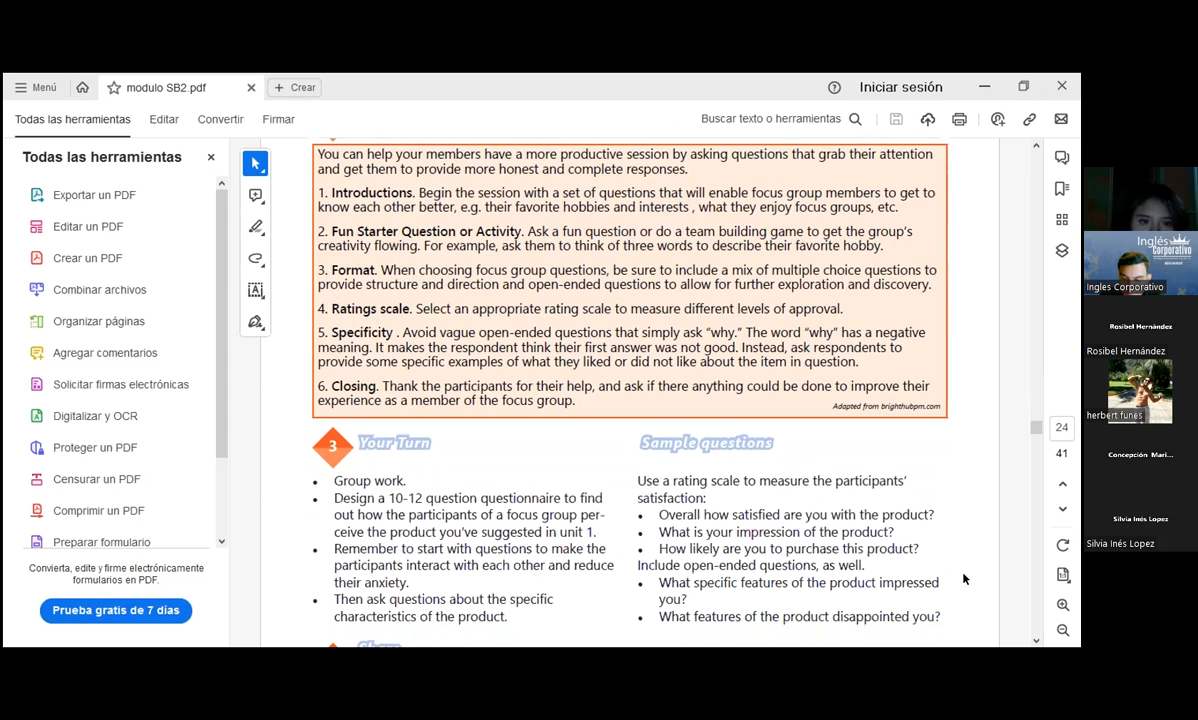 Menú
modulo SB2.pdf
Crear
Iniciar sesión
Todas las herramientas
Editar
Convertir
Firmar
Buscar texto o herramientas
Todas las herramientas
Exportar un PDF
Editar un PDF
Crear un PDF
Combinar archivos
Organizar páginas
Agregar comentarios
Solicitar firmas electrónicas
Digitalizar y OCR
Proteger un PDF
Censurar un PDF
Comprimir un PDF
Preparar formulario
Convierta, edite y firme electrónicamente
formularios en PDF.
Prueba gratis de 7 días
You can help your members have a more productive session by asking questions that grab their attention
and get them to provide more honest and complete responses.
1. Introductions. Begin the session with a set of questions that will enable focus group members to get to
know each other better, e.g. their favorite hobbies and interests , what they enjoy focus groups, etc.
2. Fun Starter Question or Activity. Ask a fun question or do a team building game to get the group's
creativity flowing. For example, ask them to think of three words to describe their favorite hobby.
3. Format. When choosing focus group questions, be sure to include a mix of multiple choice questions to
provide structure and direction and open-ended questions to allow for further exploration and discovery.
4. Ratings scale. Select an appropriate rating scale to measure different levels of approval.
5. Specificity . Avoid vague open-ended questions that simply ask “why.” The word “why” has a negative
meaning. It makes the respondent think their first answer was not good. Instead, ask respondents to
provide some specific examples of what they liked or did not like about the item in question.
6. Closing. Thank the participants for their help, and ask if there anything could be done to improve their
experience as a member of the focus group.
Adapted from brighthubpm.com
3 Your Turn
• Group work.
• Design a 10-12 question questionnaire to find
out how the participants of a focus group per-
ceive the product you've suggested in unit 1.
• Remember to start with questions to make the
participants interact with each other and reduce
their anxiety.
• Then ask questions about the specific
characteristics of the product.
Share
Sample questions
Use a rating scale to measure the participants'
satisfaction:
• Overall how satisfied are you with the product?
• What is your impression of the product?
• How likely are you to purchase this product?
Include open-ended questions, as well.
• What specific features of the product impressed
you?
• What features of the product disappointed you?
24
41
Inglés
Corporativo
Ingles Corporativo
Rosibel Hernández
Rosibel Hernández
herbert funes
Concepción Mari...
Silvia Inés Lopez
Silvia Inés Lopez